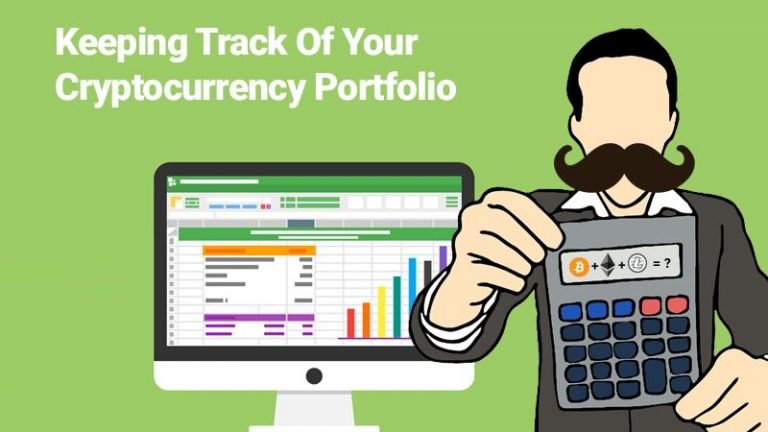 Keeping Track Of Your
Cryptocurrency Portfolio
+ + = ?